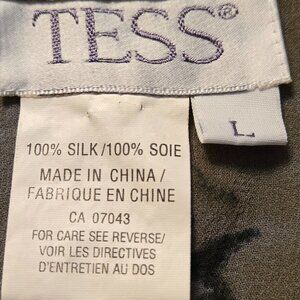 TESS®
L
100% SILK/100% SOIE
MADE IN CHINA/
FABRIQUE EN CHINE
CA 07043
FOR CARE SEE REVERSE/
VOIR LES DIRECTIVES
D'ENTRETIEN AU DOS